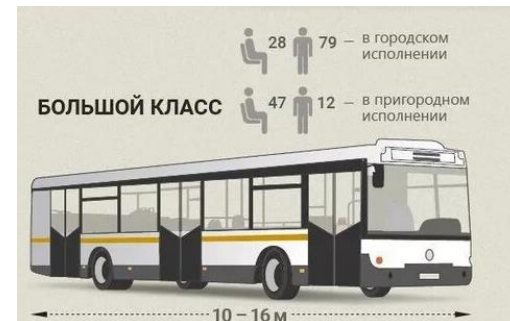 28 79 – в городском
исполнении
БОЛЬШОЙ КЛАСС 47 12 – в пригородном
исполнении
10 – 16 м